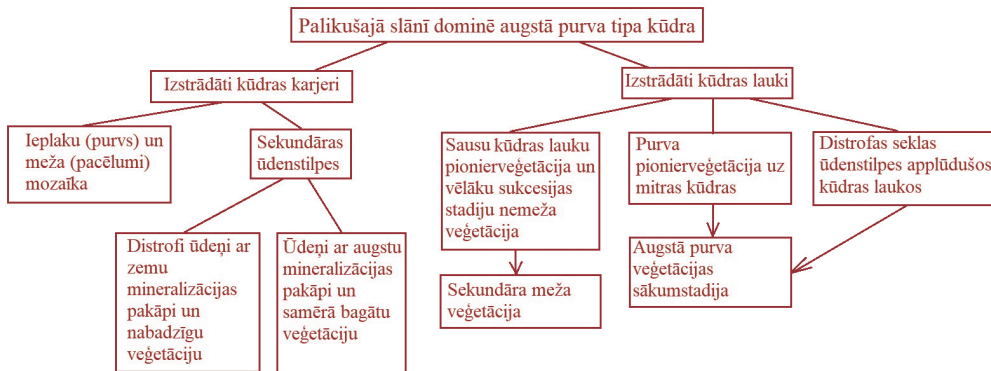 Palikušajā slānī dominē augstā purva tipa kūdra
Izstrādāti kūdras karjeri
Izstrādāti kūdras lauki
Ieplaku (purvs) un
meža (pacēlumi)
mozaīka
Sekundāras
ūdenstilpes
Sausu kūdras lauku
pionierveģetācija un
vēlāku sukcesijas
stadiju nemeža
veģetācija
Purva
pionierveģetācija uz
mitras kūdras
Distrofas seklas
ūdenstilpes applūdušos
kūdras laukos
Distrofi ūdeņi ar
zemu
mineralizācijas
pakāpi un
nabadzīgu
veģetāciju
Ūdeņi ar augstu
mineralizācijas
pakāpi un
samērā bagātu
veģetāciju
Sekundāra meža
veģetācija
Augstā purva
veģetācijas
sākumstadija